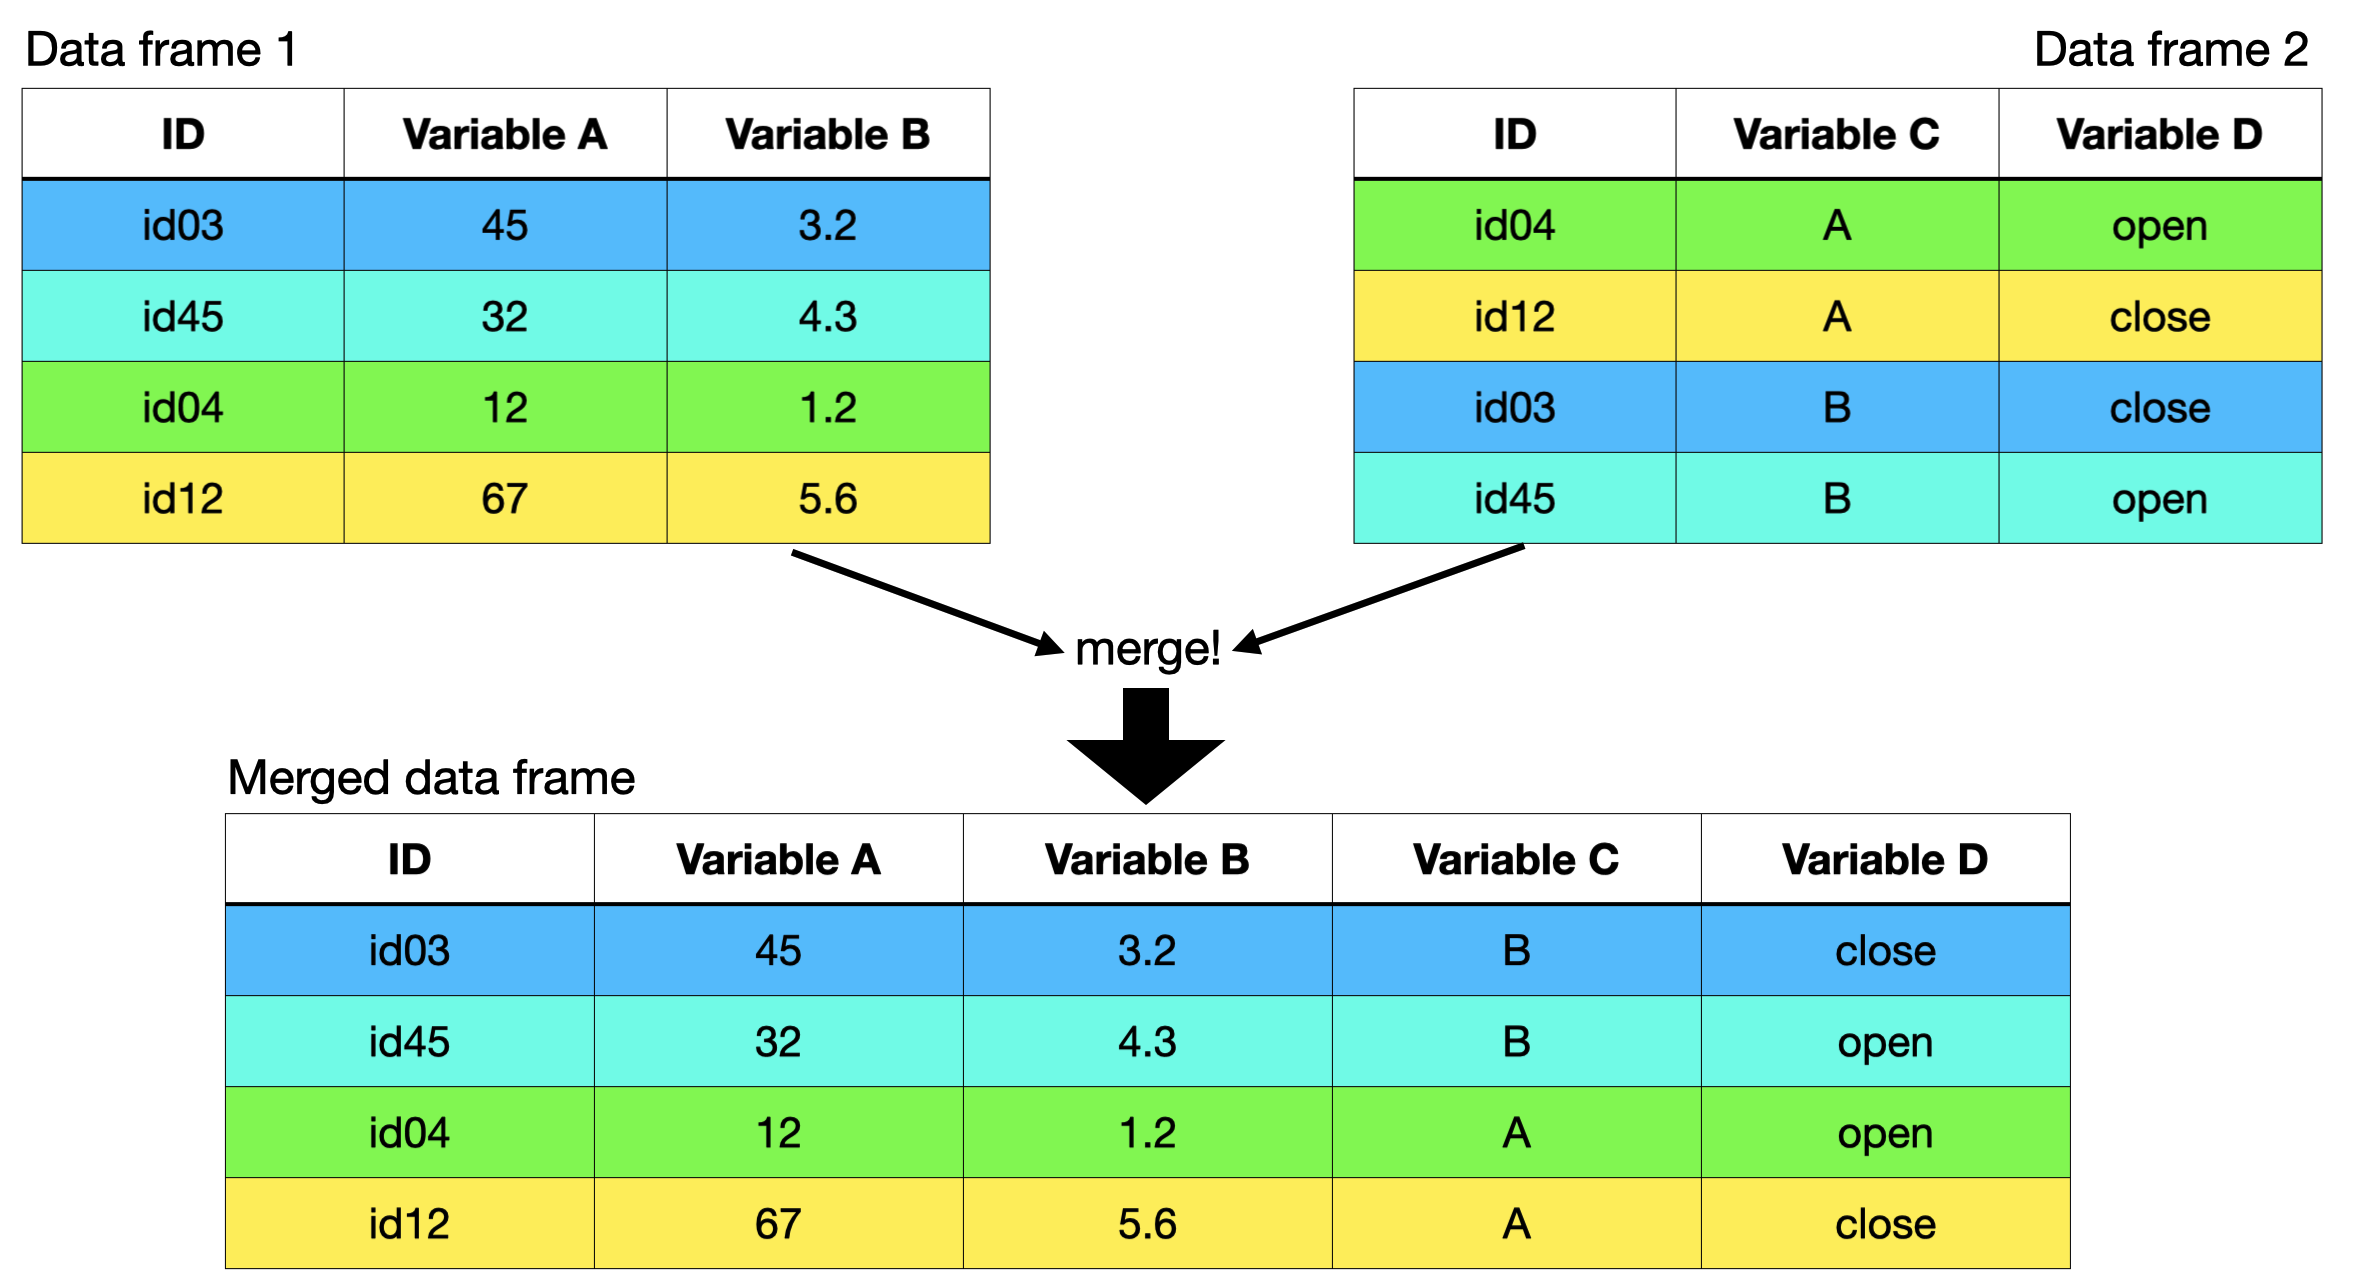 Data frame 1
ID Variable A Variable B
id03 45 3.2
id45 32 4.3
id04 12 1.2
id12 67 5.6
Data frame 2
ID Variable C Variable D
id04 A open
id12 A close
id03 B close
id45 B open
merge!
Merged data frame
ID Variable A Variable B Variable C Variable D
id03 45 3.2 B close
id45 32 4.3 B open
id04 12 1.2 A open
id12 67 5.6 A close